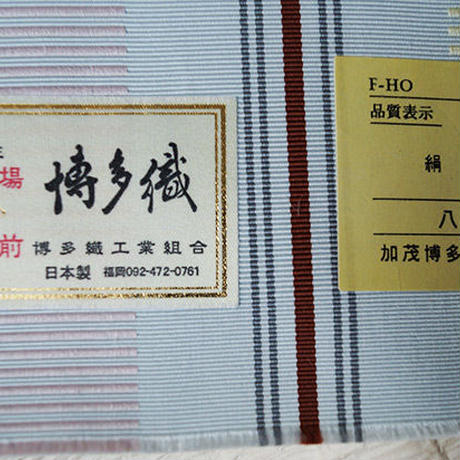 場
博多織
前
博多織工業組合
日本製 福岡092-472-0761
F-HO
品質表示
絹
八
加茂博多